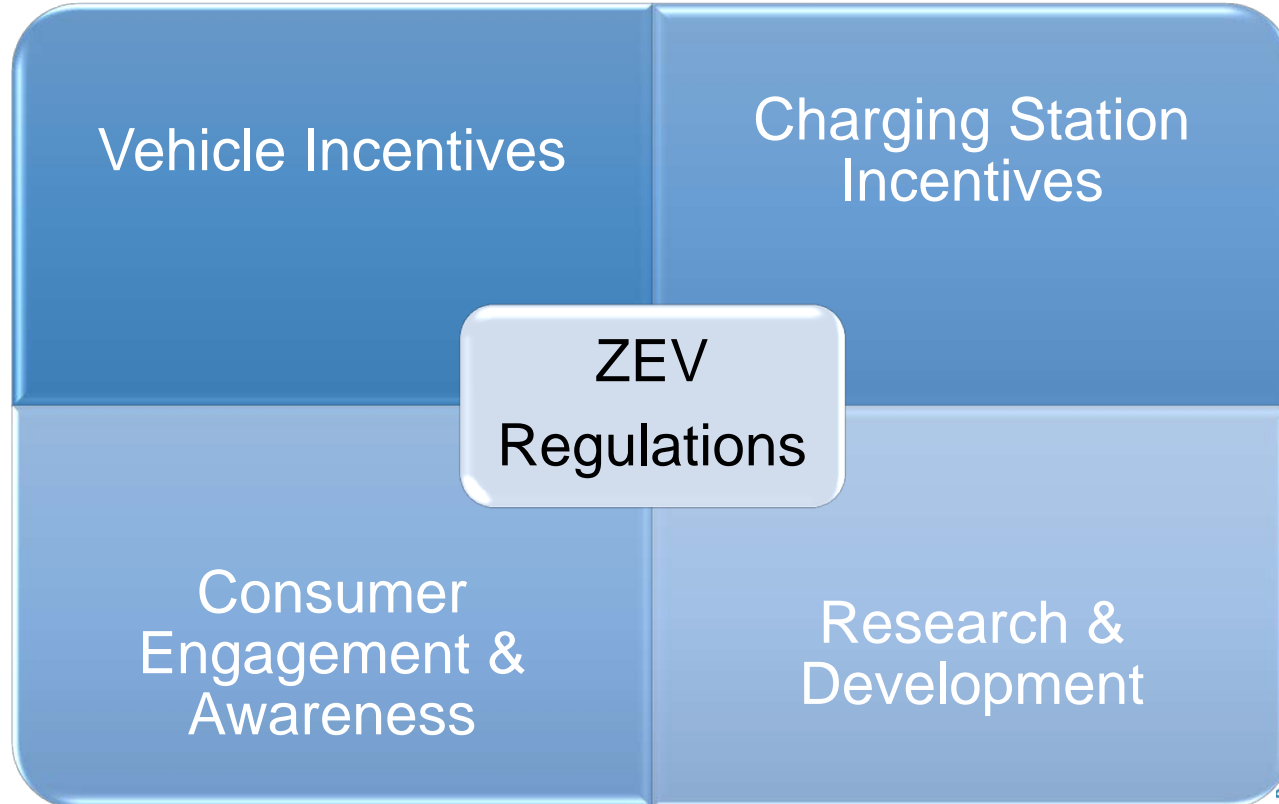 Vehicle Incentives
Charging Station
Incentives
ZEV
Regulations
Consumer
Engagement &
Awareness
Research &
Development